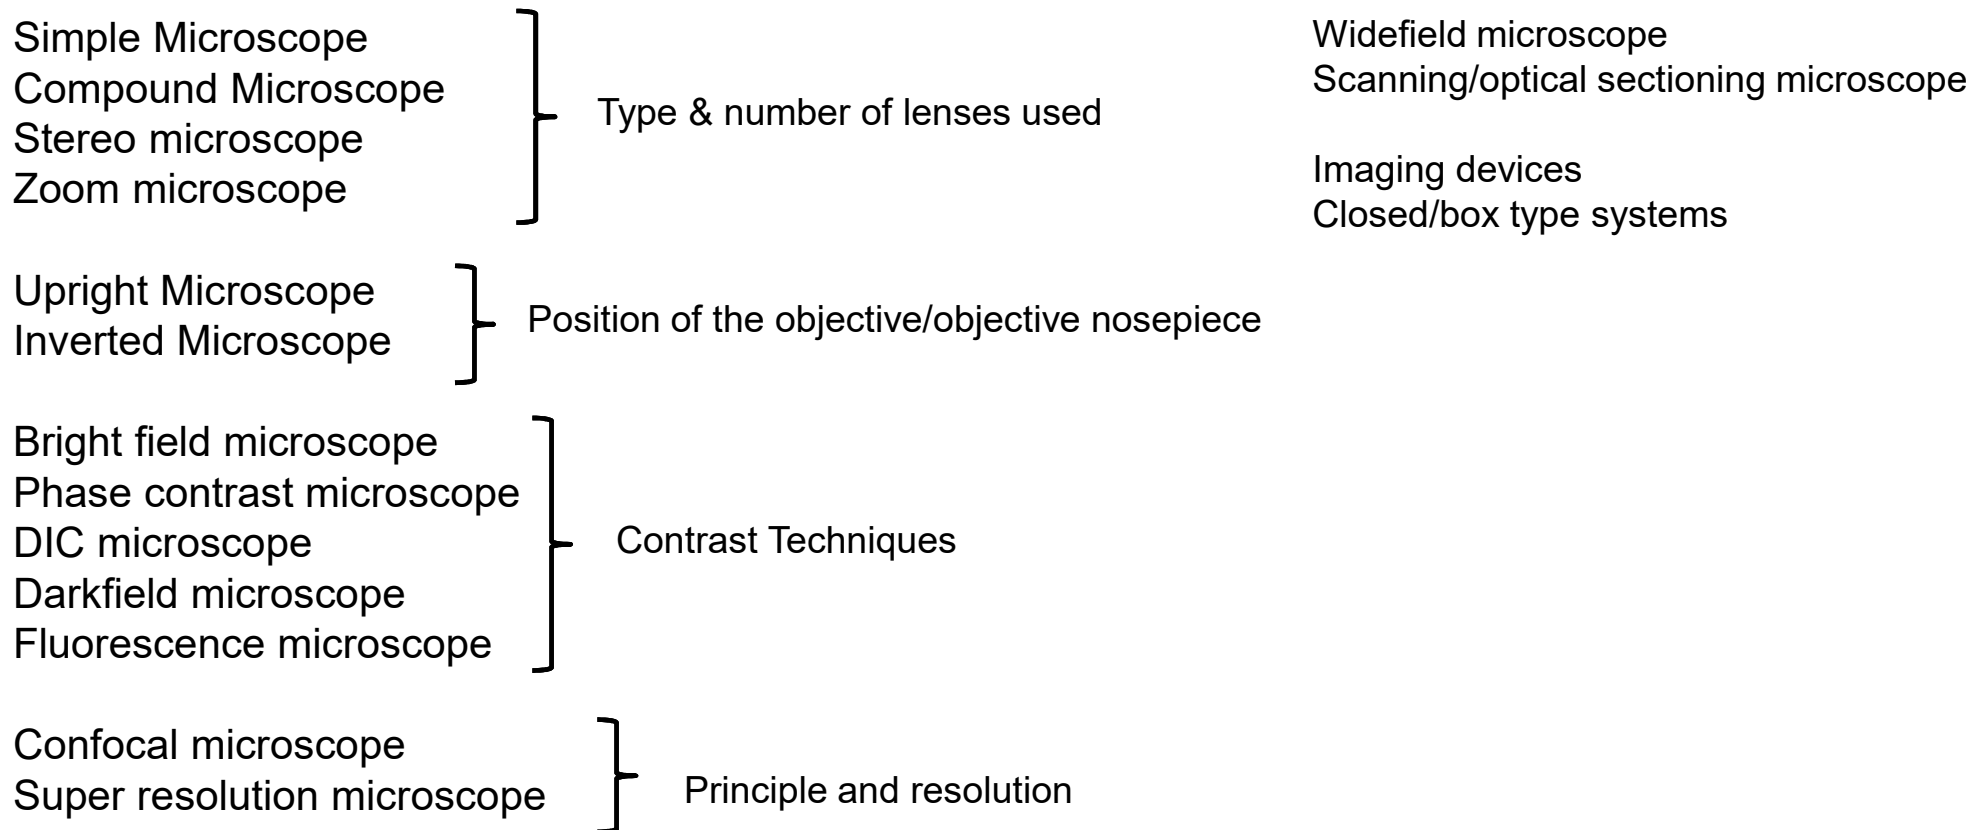 Simple Microscope
Compound Microscope
Stereo microscope
Zoom microscope
Type & number of lenses used
Upright Microscope
Inverted Microscope
Position of the objective/objective nosepiece
Bright field microscope
Phase contrast microscope
DIC microscope
Darkfield microscope
Fluorescence microscope
Contrast Techniques
Confocal microscope
Super resolution microscope
Principle and resolution
Widefield microscope
Scanning/optical sectioning microscope
Imaging devices
Closed/box type systems